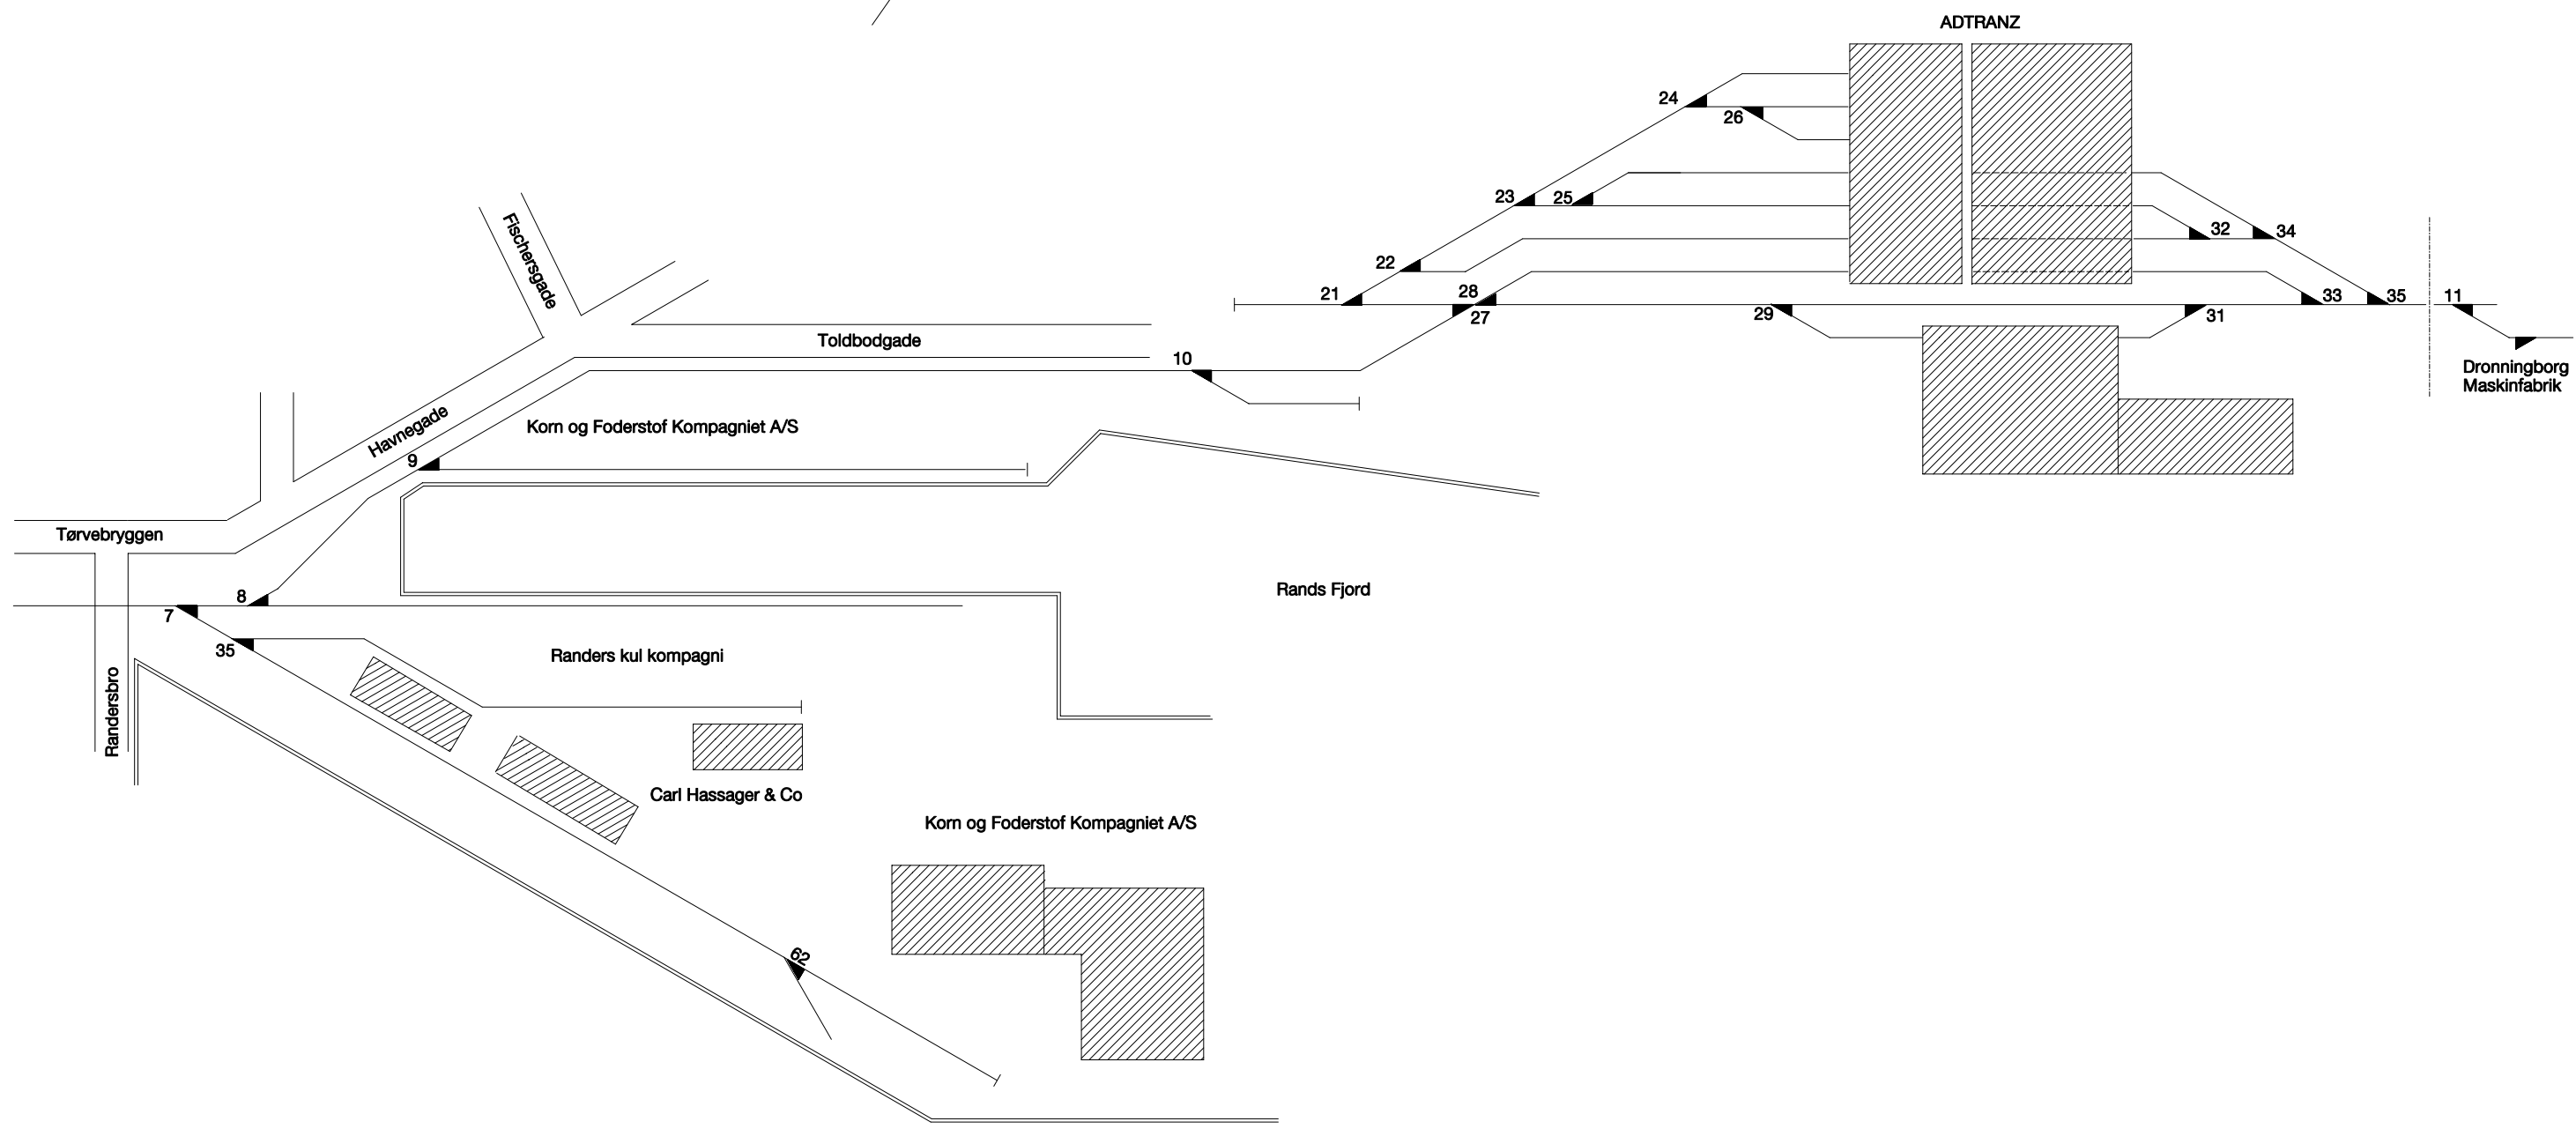 ADTRANZ
24
26
23
25
Fischersgade
32
34
22
21
28
27
29
33
35
11
31
Toldbodgade
10
Dronningborg
Maskinfabrik
Havnegade
Korn og Foderstof Kompagniet A/S
9
Tørvebryggen
Rands Fjord
8
7
35
Randers kul kompagni
Randersbro
Carl Hassager & Co
Korn og Foderstof Kompagniet A/S
62